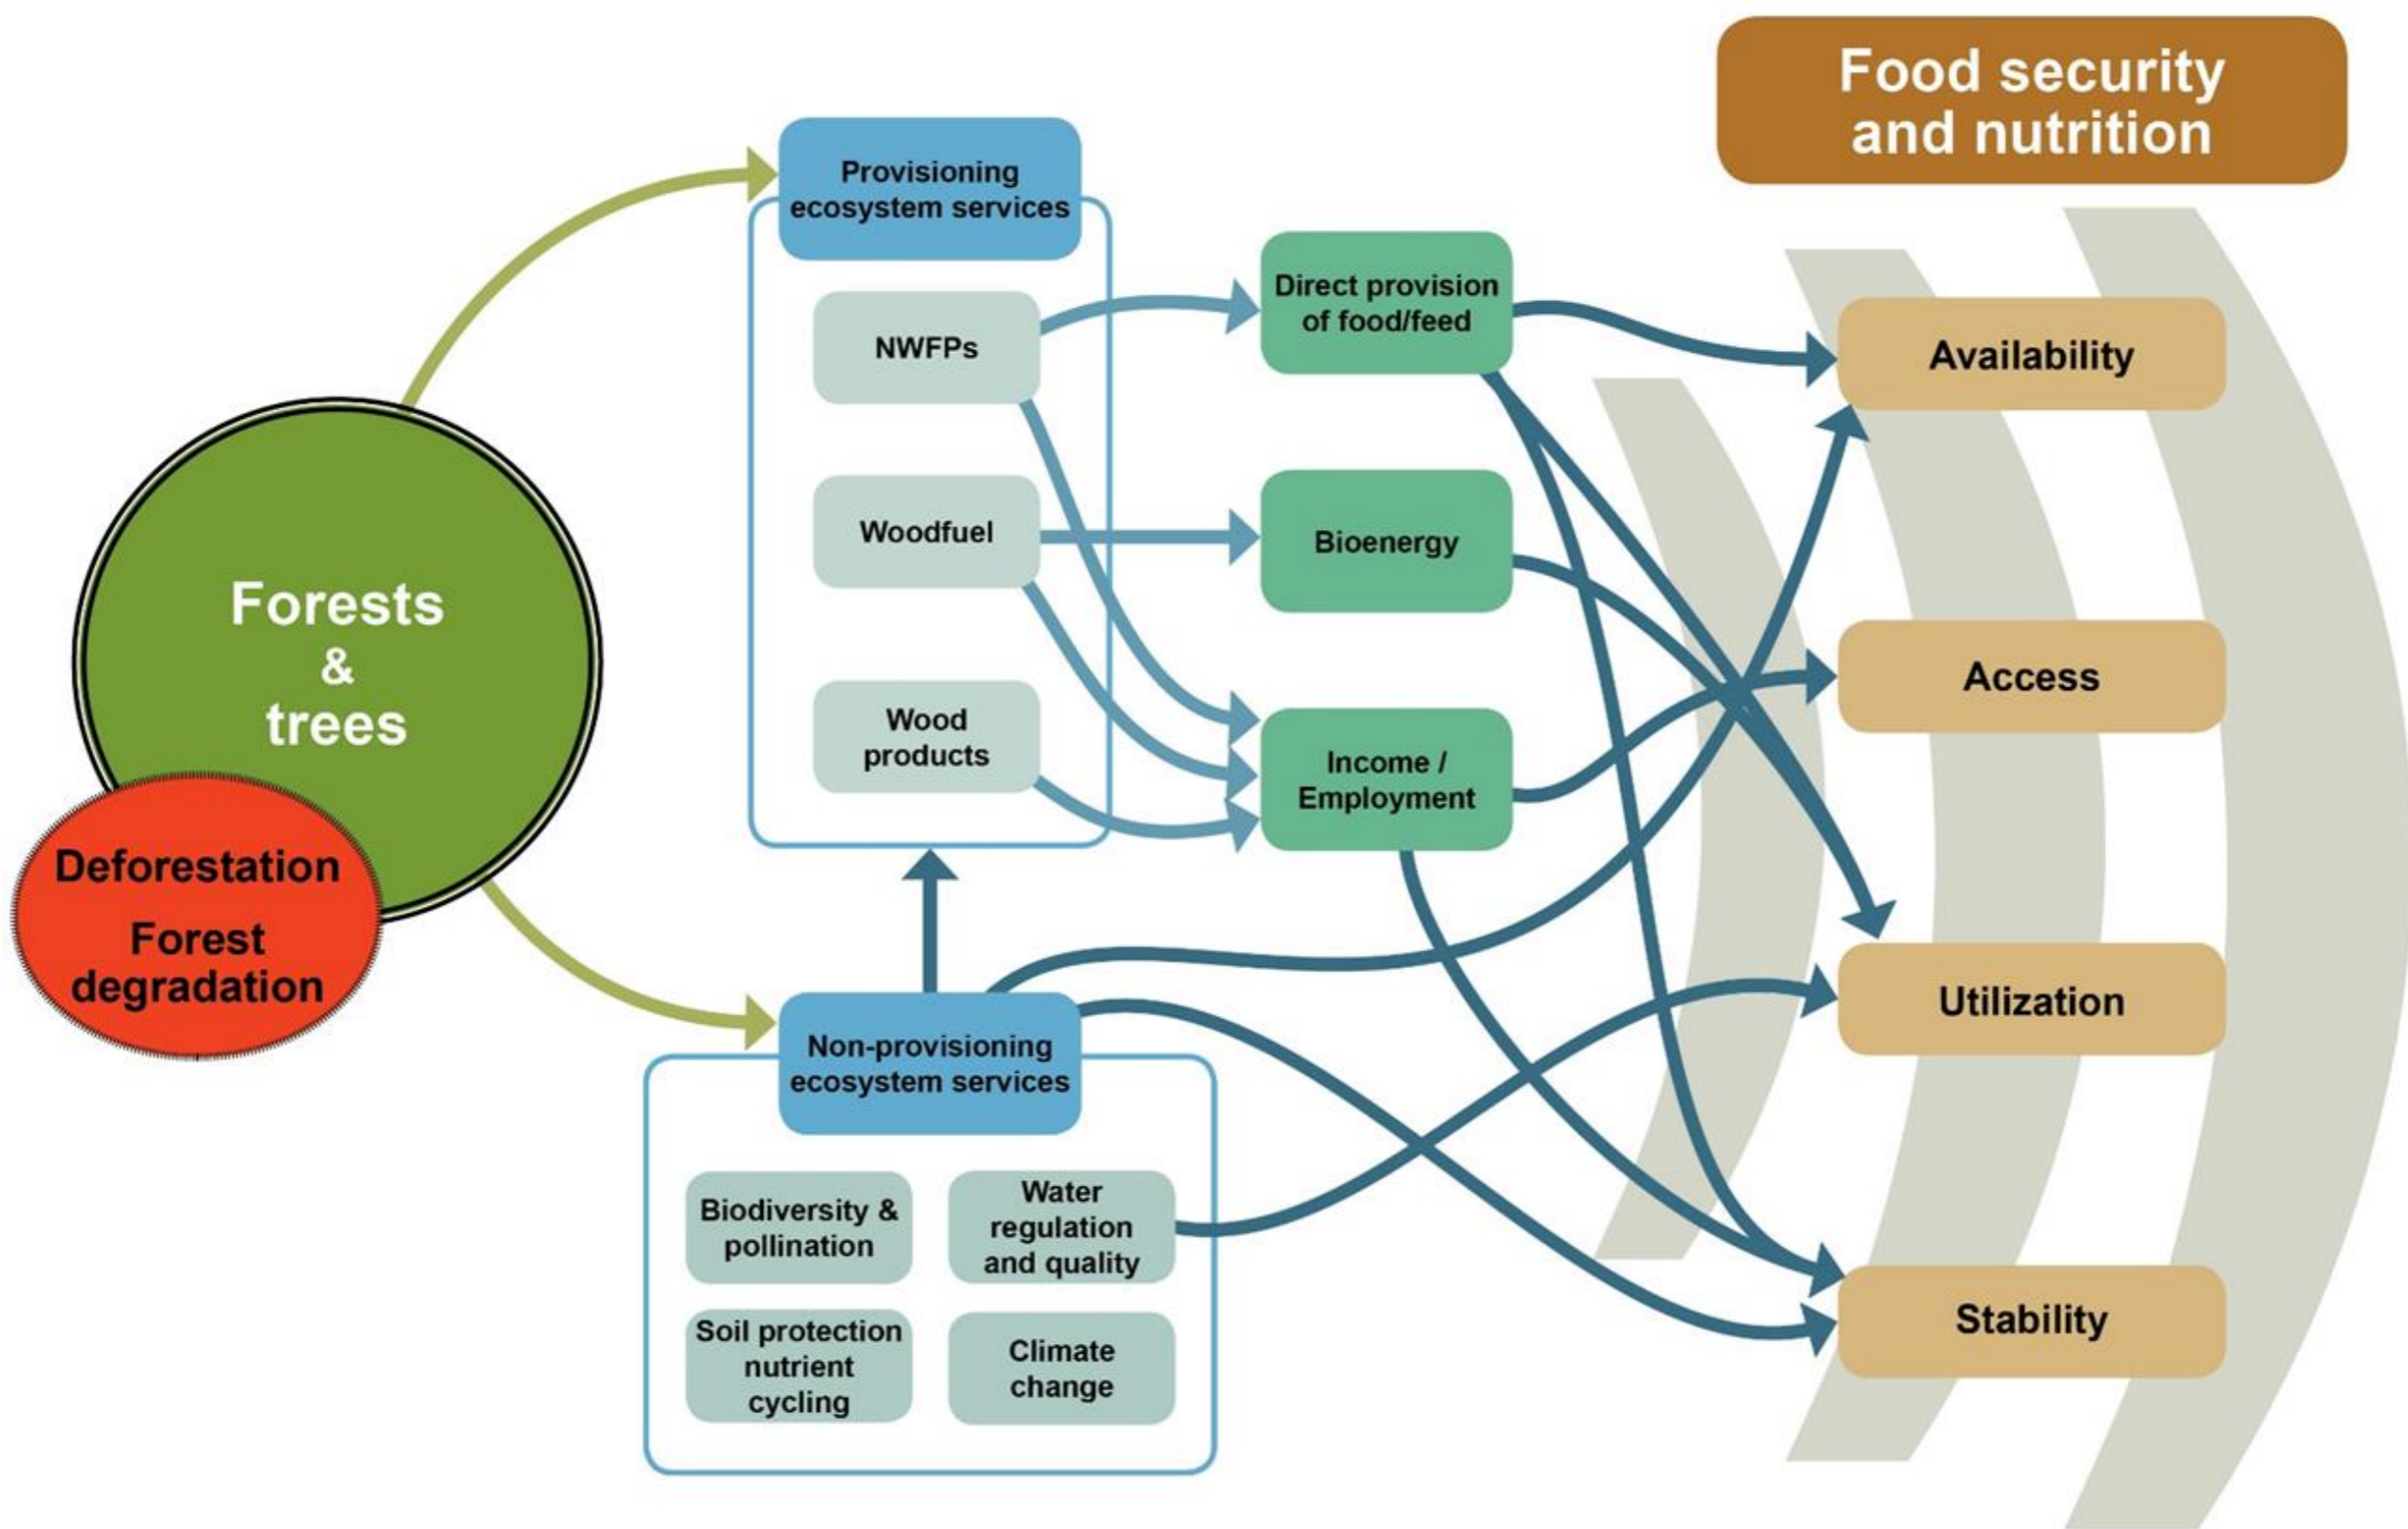 Food security
and nutrition
Provisioning
ecosystem services
NWFPs
Woodfuel
Wood
products
Direct provision
of food/feed
Bioenergy
Income /
Employment
Availability
Access
Utilization
Stability
Forests
&
trees
Deforestation
Forest
degradation
Non-provisioning
ecosystem services
Biodiversity &
pollination
Water
regulation
and quality
Soil protection
nutrient
cycling
Climate
change